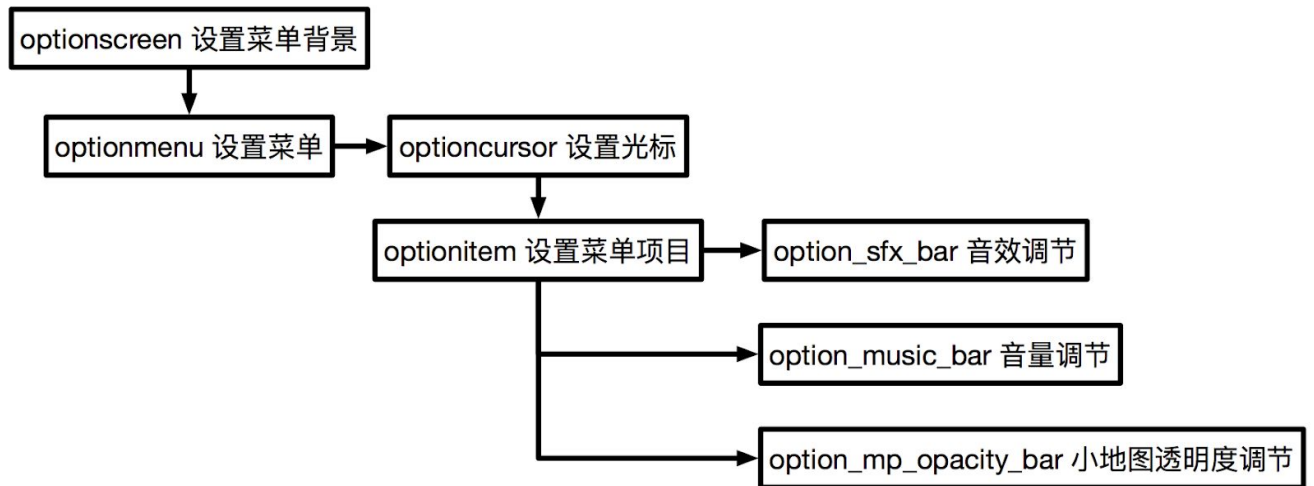 optionscreen 设置菜单背景
optionmenu 设置菜单
optioncursor 设置光标
optionitem 设置菜单项目
option_sfx_bar 音效调节
option_music_bar 音量调节
option_mp_opacity_bar 小地图透明度调节